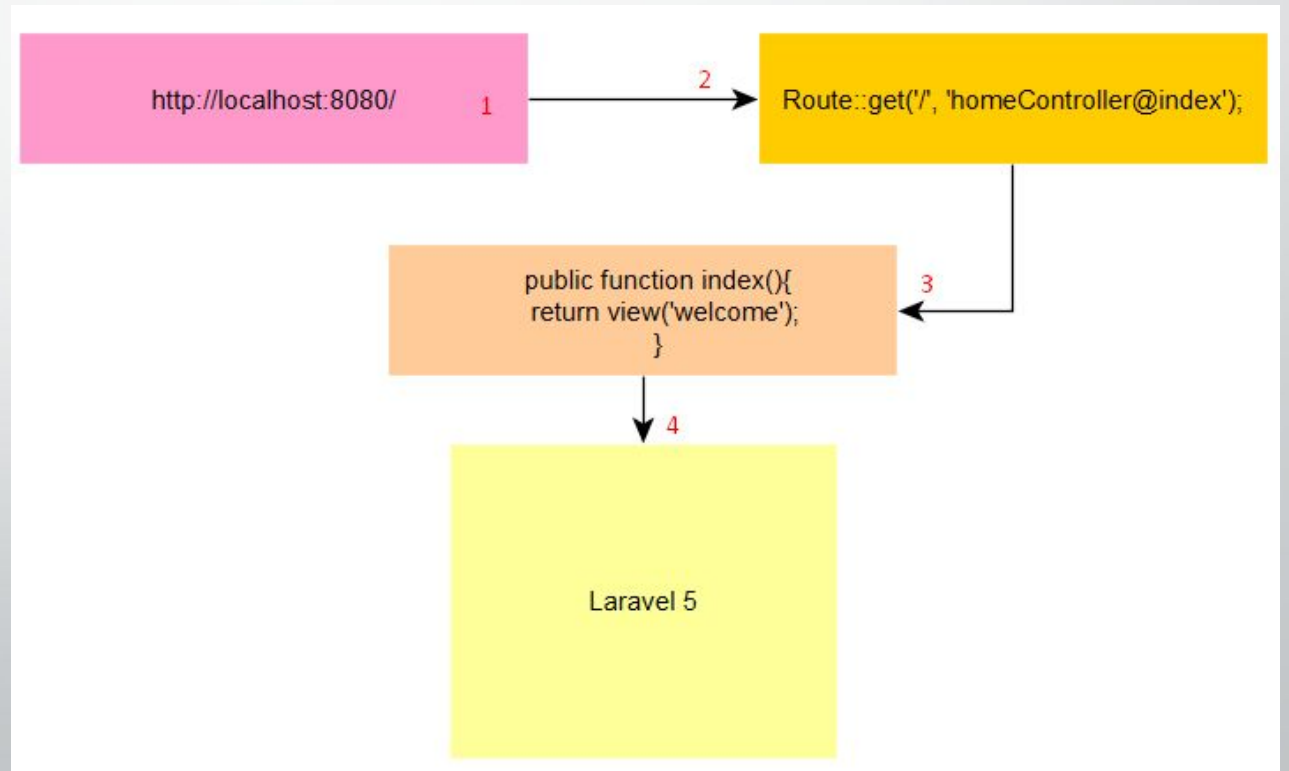 http://localhost:8080/
1
2
Route::get('/', 'homeController@index');
3
public function index(){
return view('welcome');
}
4
Laravel 5